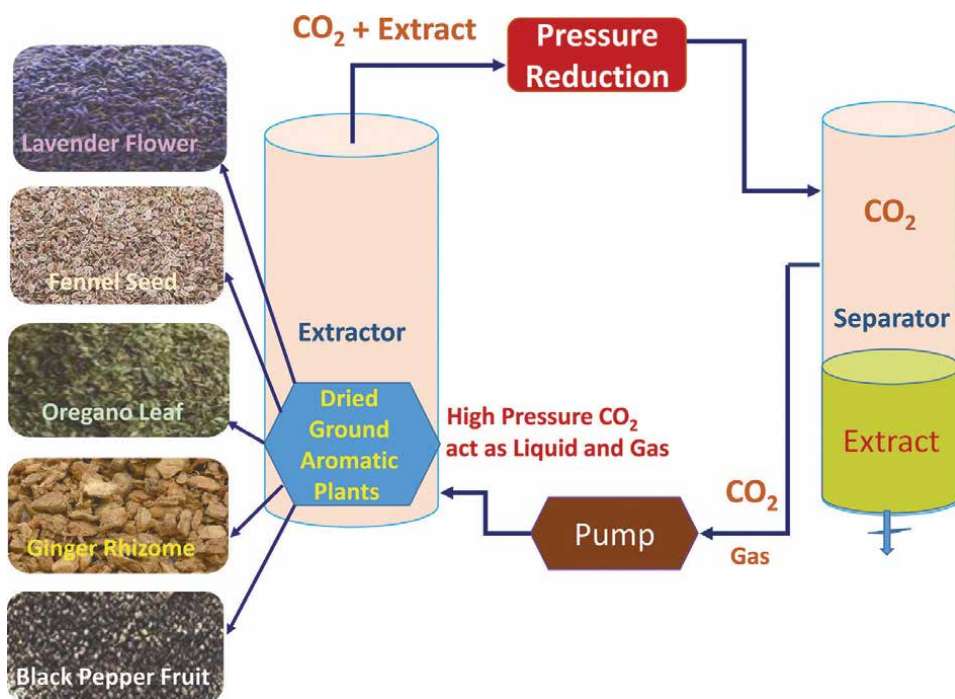 CO₂ + Extract
Pressure
Reduction
Lavender Flower
Fennel Seed
Oregano Leaf
Ginger Rhizome
Black Pepper Fruit
Extractor
Dried
Ground
Aromatic
Plants
High Pressure CO₂
act as Liquid and Gas
Pump
CO₂
Gas
CO₂
Separator
Extract